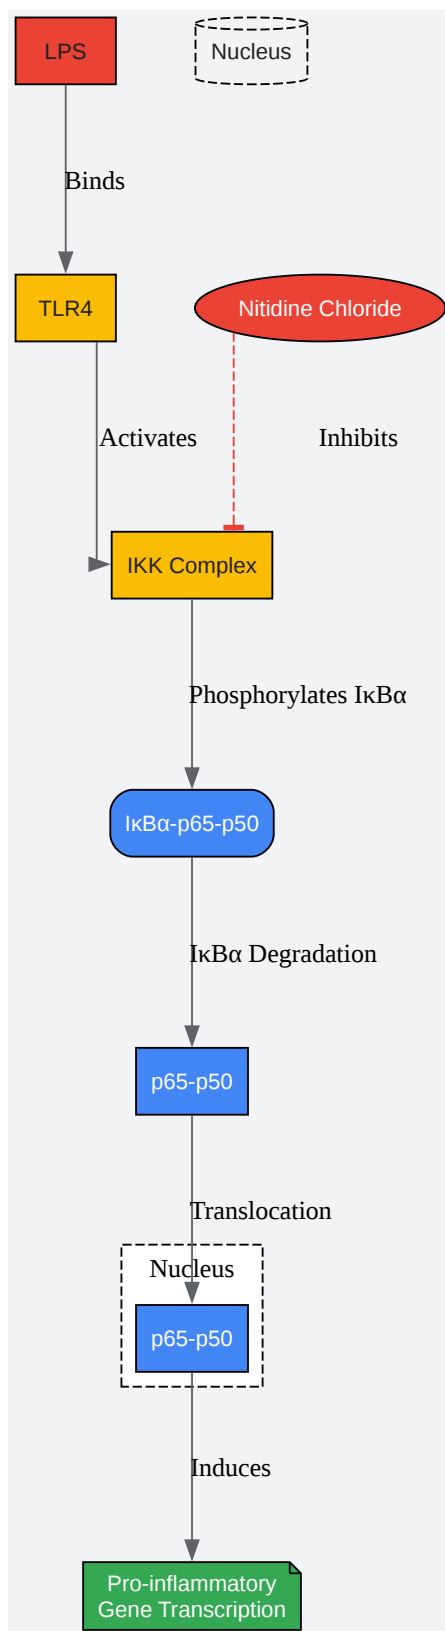 LPS
Nucleus
Binds
TLR4
Nitidine Chloride
Activates
Inhibits
IKK Complex
Phosphorylates IκBα
IκBα-p65-p50
IκBα Degradation
p65-p50
Translocation
Nucleus
p65-p50
Induces
Pro-inflammatory
Gene Transcription